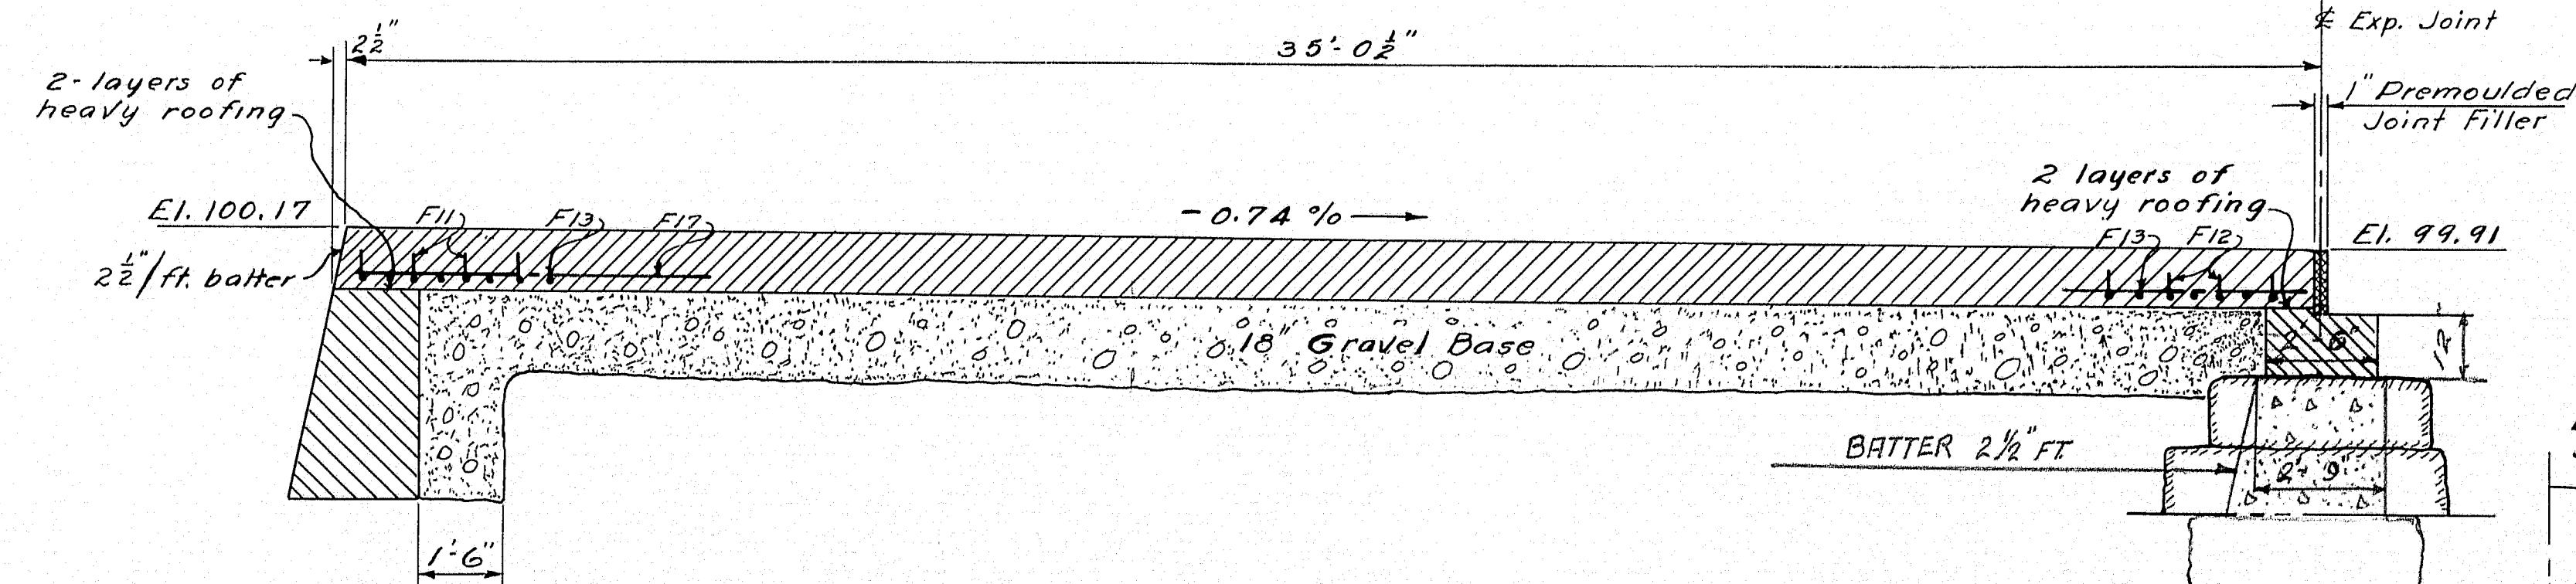 ℄ Exp. Joint
2½"
35'-0½"
2-layers of
heavy roofing
1" Premoulded
Joint Filler
2 layers of
heavy roofing
El. 100.17
F11
F13
F17
-0.74 % 
F13
F12
El. 99.91
2½"/ft. batter
18" Gravel Base
2'-6"
12"
BATTER 2½" FT.
2'-9"
1'-6"